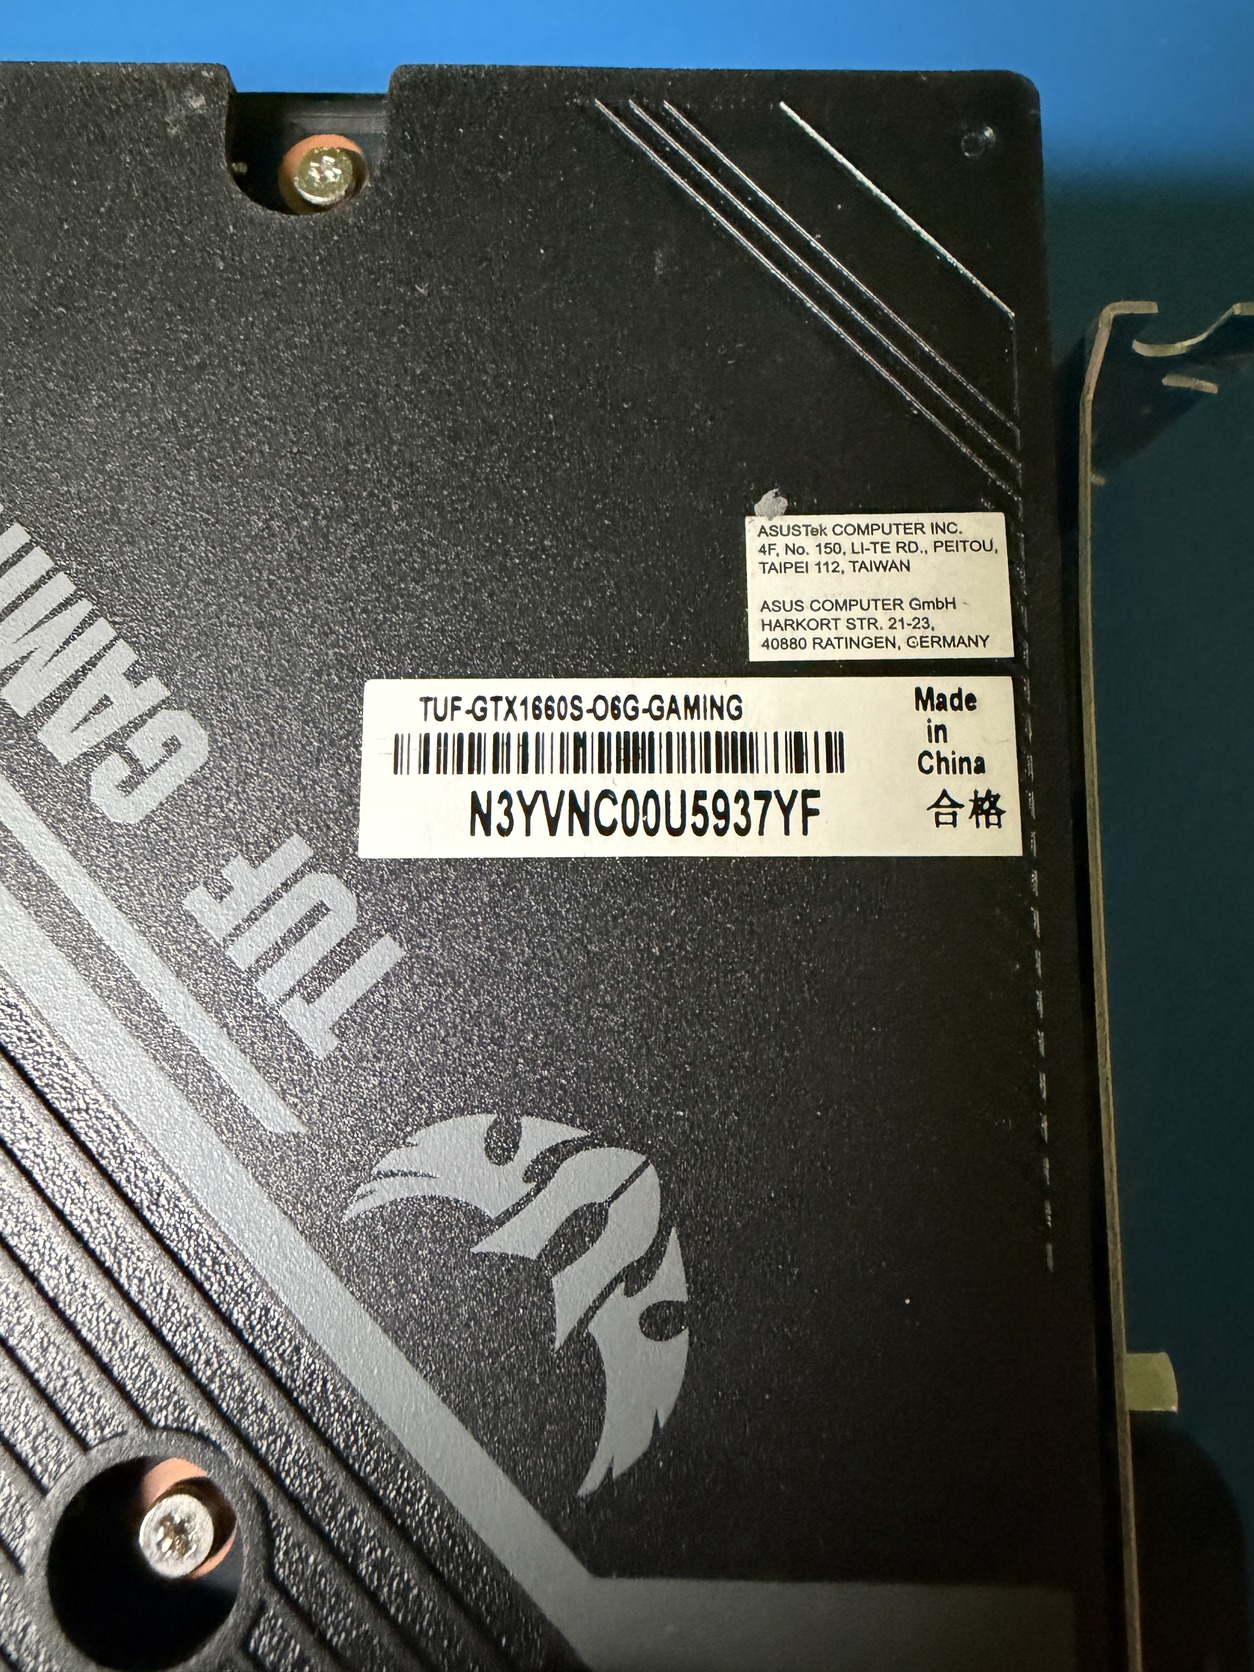 ASUSTek COMPUTER INC.
4F, No. 150, LI-TE RD., PEITOU,
TAIPEI 112, TAIWAN
ASUS COMPUTER GmbH
HARKORT STR. 21-23,
40880 RATINGEN, GERMANY
TUF-GTX1660S-O6G-GAMING
N3YVNC00U5937YF
Made
in
China
合格
TUF
GAMIN